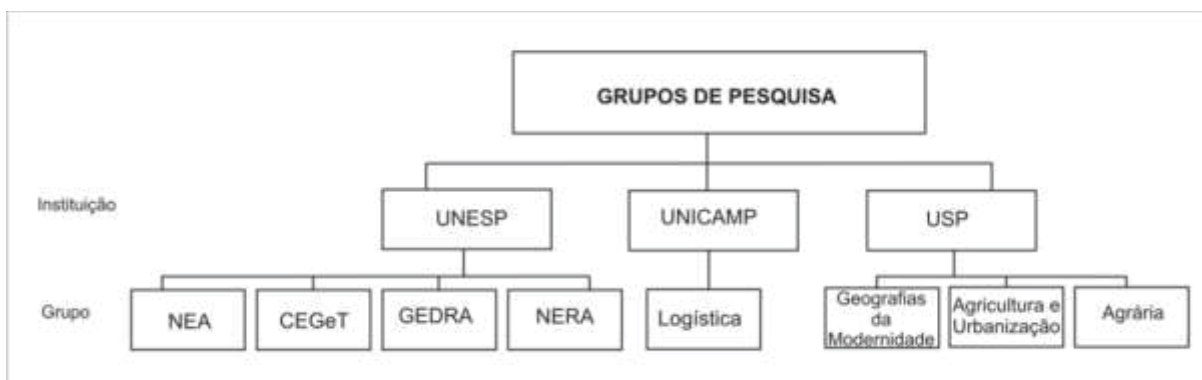 GRUPOS DE PESQUISA
Instituição
UNESP
UNICAMP
USP
Grupo
NEA
CEGeT
GEDRA
NERA
Logística
Geografias
da
Modernidade
Agricultura e
Urbanização
Agrária